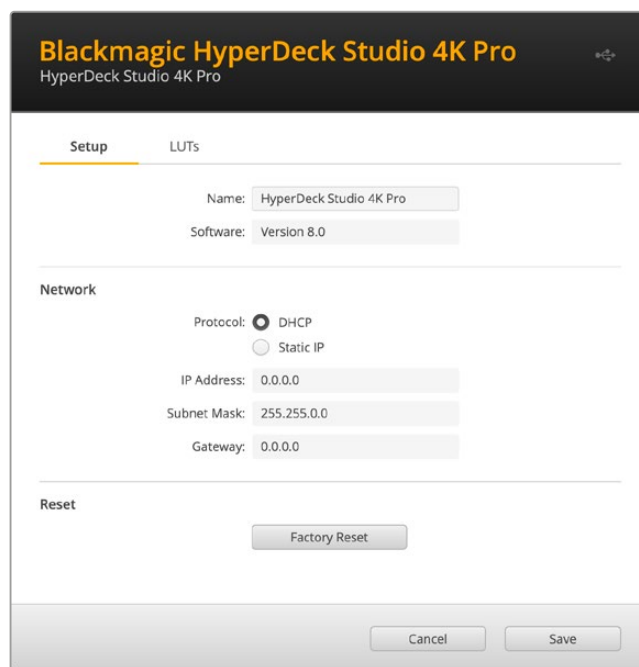 Blackmagic HyperDeck Studio 4K Pro
HyperDeck Studio 4K Pro
Setup LUTs
Name: HyperDeck Studio 4K Pro
Software: Version 8.0
Network
Protocol: DHCP
Static IP
IP Address: 0.0.0.0
Subnet Mask: 255.255.0.0
Gateway: 0.0.0.0
Reset
Factory Reset
Cancel Save